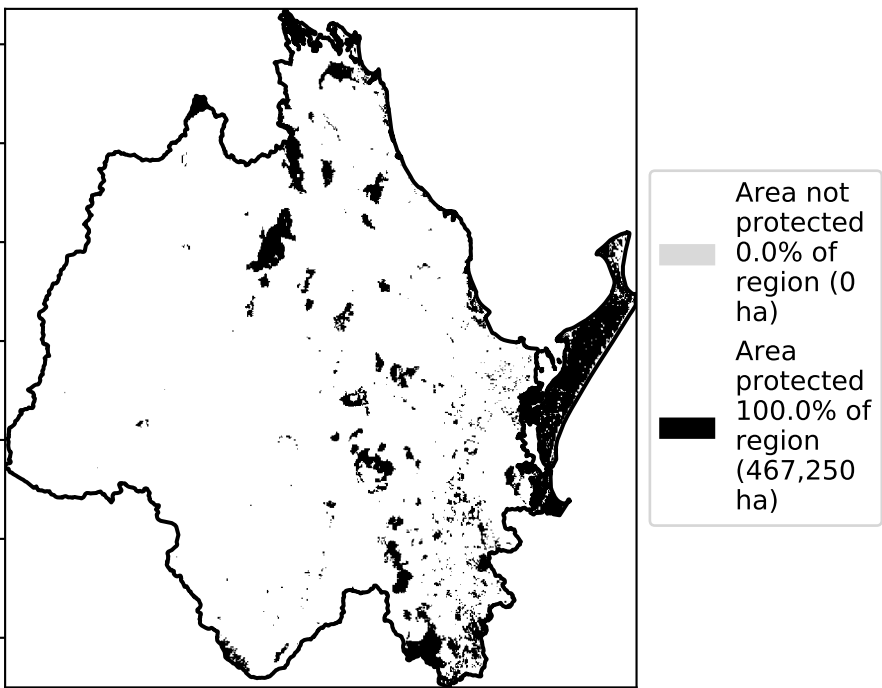 Area not
protected
0.0% of
region (0
ha)
Area
protected
100.0% of
region
(467,250
ha)